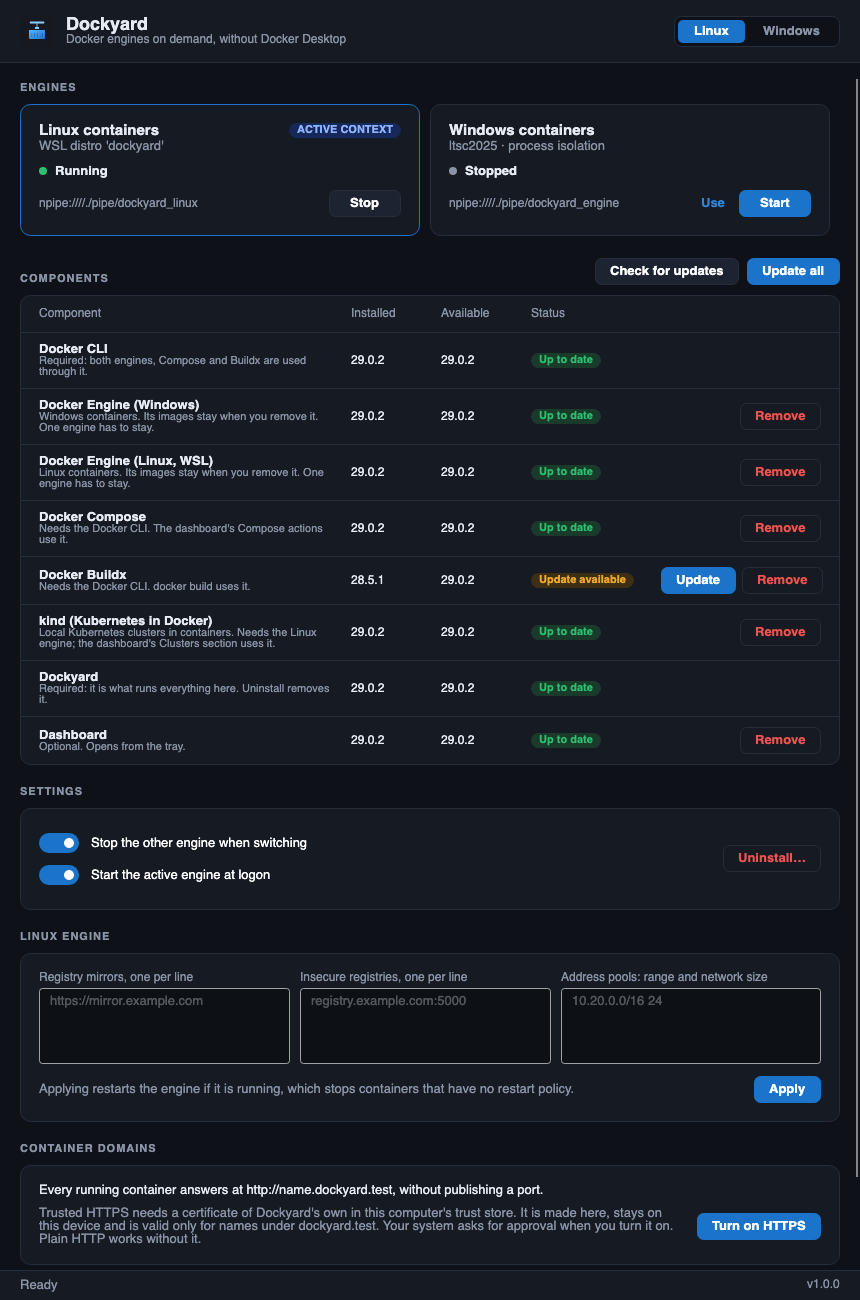 Dockyard
Docker engines on demand, without Docker Desktop
Linux
Windows
ENGINES
Linux containers
ACTIVE CONTEXT
WSL distro 'dockyard'
Running
npipe:////./pipe/dockyard_linux
Stop
Windows containers
ltsc2025 · process isolation
Stopped
npipe:////./pipe/dockyard_engine
Use
Start
COMPONENTS
Check for updates
Update all
Component Installed Available Status
Docker CLI
Required: both engines, Compose and Buildx are used
through it.
29.0.2 29.0.2 Up to date
Docker Engine (Windows)
Windows containers. Its images stay when you remove it.
One engine has to stay.
29.0.2 29.0.2 Up to date Remove
Docker Engine (Linux, WSL)
Linux containers. Its images stay when you remove it. One
engine has to stay.
29.0.2 29.0.2 Up to date Remove
Docker Compose
Needs the Docker CLI. The dashboard's Compose actions
use it.
29.0.2 29.0.2 Up to date Remove
Docker Buildx
Needs the Docker CLI. docker build uses it.
28.5.1 29.0.2 Update available Update Remove
kind (Kubernetes in Docker)
Local Kubernetes clusters in containers. Needs the Linux
engine; the dashboard's Clusters section uses it.
29.0.2 29.0.2 Up to date Remove
Dockyard
Required: it is what runs everything here. Uninstall removes
it.
29.0.2 29.0.2 Up to date
Dashboard
Optional. Opens from the tray.
29.0.2 29.0.2 Up to date Remove
SETTINGS
Stop the other engine when switching
Start the active engine at logon
Uninstall...
LINUX ENGINE
Registry mirrors, one per line
https://mirror.example.com
Insecure registries, one per line
registry.example.com:5000
Address pools: range and network size
10.20.0.0/16 24
Applying restarts the engine if it is running, which stops containers that have no restart policy.
Apply
CONTAINER DOMAINS
Every running container answers at http://name.dockyard.test, without publishing a port.
Trusted HTTPS needs a certificate of Dockyard's own in this computer's trust store. It is made here, stays on
this device and is valid only for names under dockyard.test. Your system asks for approval when you turn it on.
Plain HTTP works without it.
Turn on HTTPS
Ready
v1.0.0